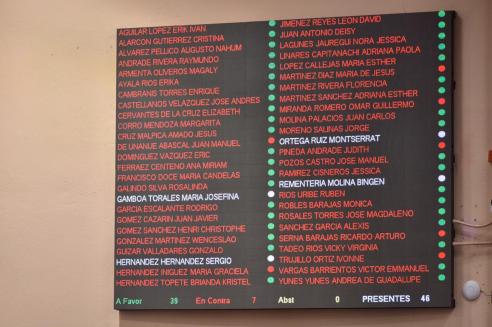 AGUILAR LOPEZ ERIK IVAN
ALARCON GUTIERREZ CRISTINA
ALVAREZ PELLICO AUGUSTO NAHUM
ANDRADE RIVERA RAYMUNDO
ARMENTA OLIVEROS MAGALY
AYALA RIOS ERIKA
CAMBRANIS TORRES ENRIQUE
CASTELLANOS VELAZQUEZ JOSE ANDRES
CERVANTES DE LA CRUZ ELIZABETH
CORRO MENDOZA MARGARITA
CRUZ MALPICA AMADO JESUS
DE UNANUE ABASCAL JUAN MANUEL
DOMINGUEZ VAZQUEZ ERIC
FERRAEZ CENTENO ANA MIRIAM
FRANCISCO DOCE MARIA CANDELAS
GALINDO SILVA ROSALINDA
GAMBOA TORALES MARIA JOSEFINA
GARCIA ESCALANTE RODRIGO
GOMEZ CAZARIN JUAN JAVIER
GOMEZ SANCHEZ HENRI CHRISTOPHE
GONZALEZ MARTINEZ WENCESLAO
GUIZAR VALLADARES GONZALO
HERNANDEZ HERNANDEZ SERGIO
HERNANDEZ IÑIGUEZ MARIA GRACIELA
HERNANDEZ TOPETE BRIANDA KRISTEL
JIMENEZ REYES LEON DAVID
JUAN ANTONIO DEISY
LAGUNES JAUREGUI NORA JESSICA
LINARES CAPITANACHI ADRIANA PAOLA
LOPEZ CALLEJAS MARIA ESTHER
MARTINEZ DIAZ MARIA DE JESUS
MARTINEZ RIVERA FLORENCIA
MARTINEZ SANCHEZ ADRIANA ESTHER
MIRANDA ROMERO OMAR GUILLERMO
MOLINA PALACIOS JUAN CARLOS
MORENO SALINAS JORGE
ORTEGA RUIZ MONTSERRAT
PINEDA ANDRADE JUDITH
POZOS CASTRO JOSE MANUEL
RAMIREZ CISNEROS JESSICA
REMENTERIA MOLINA BINGEN
RIOS URIBE RUBEN
ROBLES BARAJAS MONICA
ROSALES TORRES JOSE MAGDALENO
SANCHEZ GARCIA ALEXIS
SERNA BARAJAS RICARDO ARTURO
TADEO RIOS VICKY VIRGINIA
TRUJILLO ORTIZ IVONNE
VARGAS BARRIENTOS VICTOR EMMANUEL
YUNES YUNES ANDREA DE GUADALUPE
A Favor 39 En Contra 7 Abst 0 PRESENTES 46